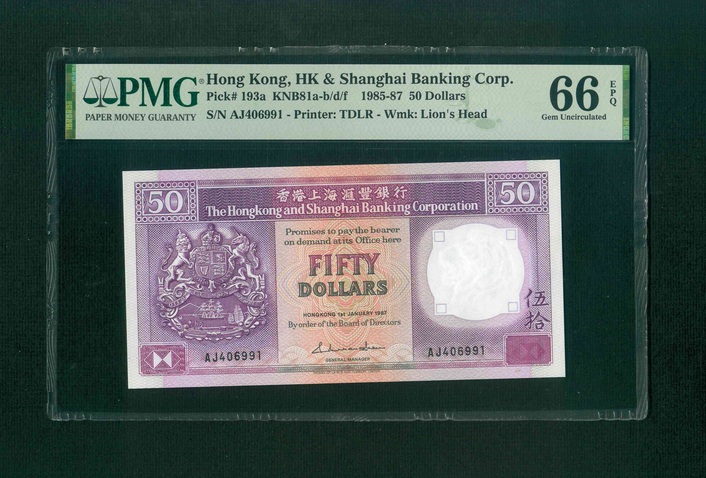 PMG
PAPER MONEY GUARANTY
Hong Kong, HK & Shanghai Banking Corp.
Pick# 193a KNB81a-b/d/f 1985-87 50 Dollars
S/N AJ406991 - Printer: TDLR - Wmk: Lion's Head
66 EPQ
Gem Uncirculated
50
香港上海滙豐銀行
50
The Hongkong and Shanghai Banking Corporation
Promises to pay the bearer
on demand at its Office here
FIFTY
DOLLARS
HONGKONG 1st JANUARY 1987
By order of the Board of Directors
GENERAL MANAGER
伍拾
AJ406991
AJ406991